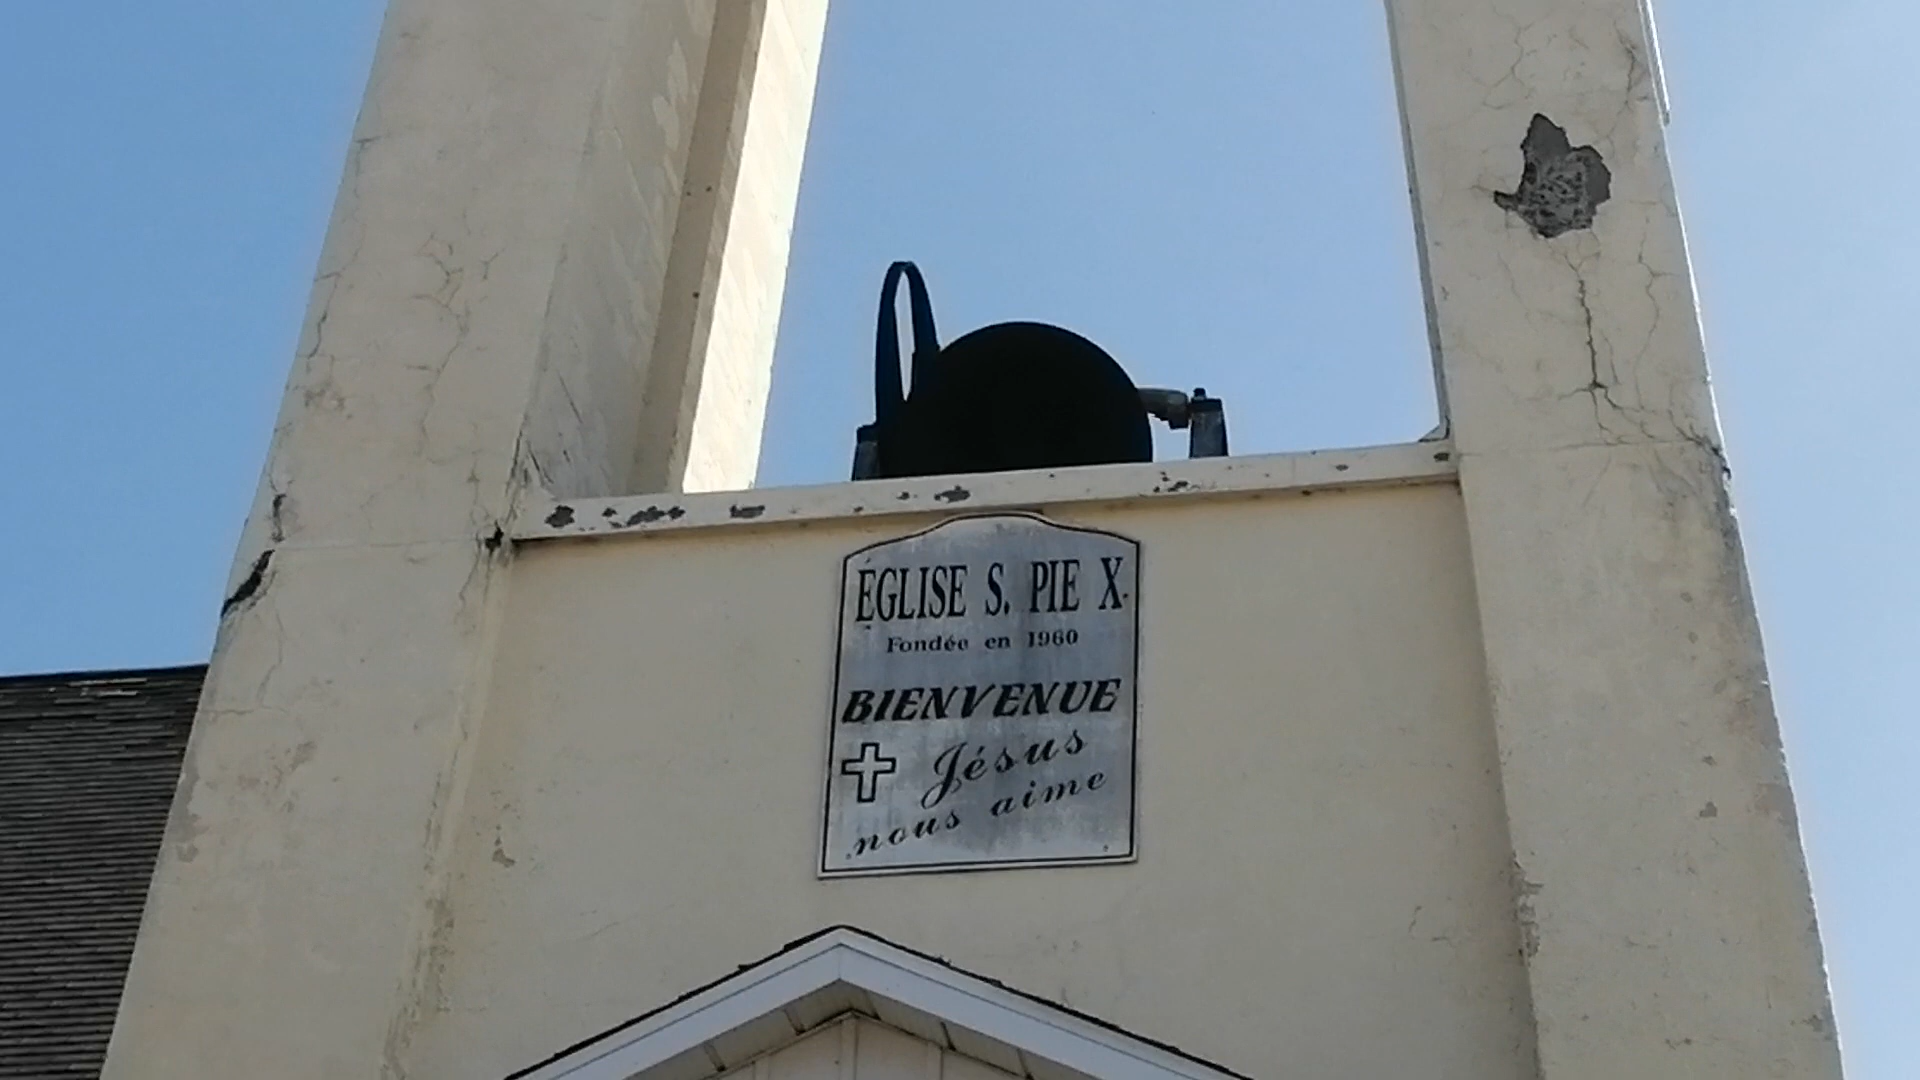 ÉGLISE S. PIE X
Fondée en 1960
BIENVENUE
Jésus
nous aime